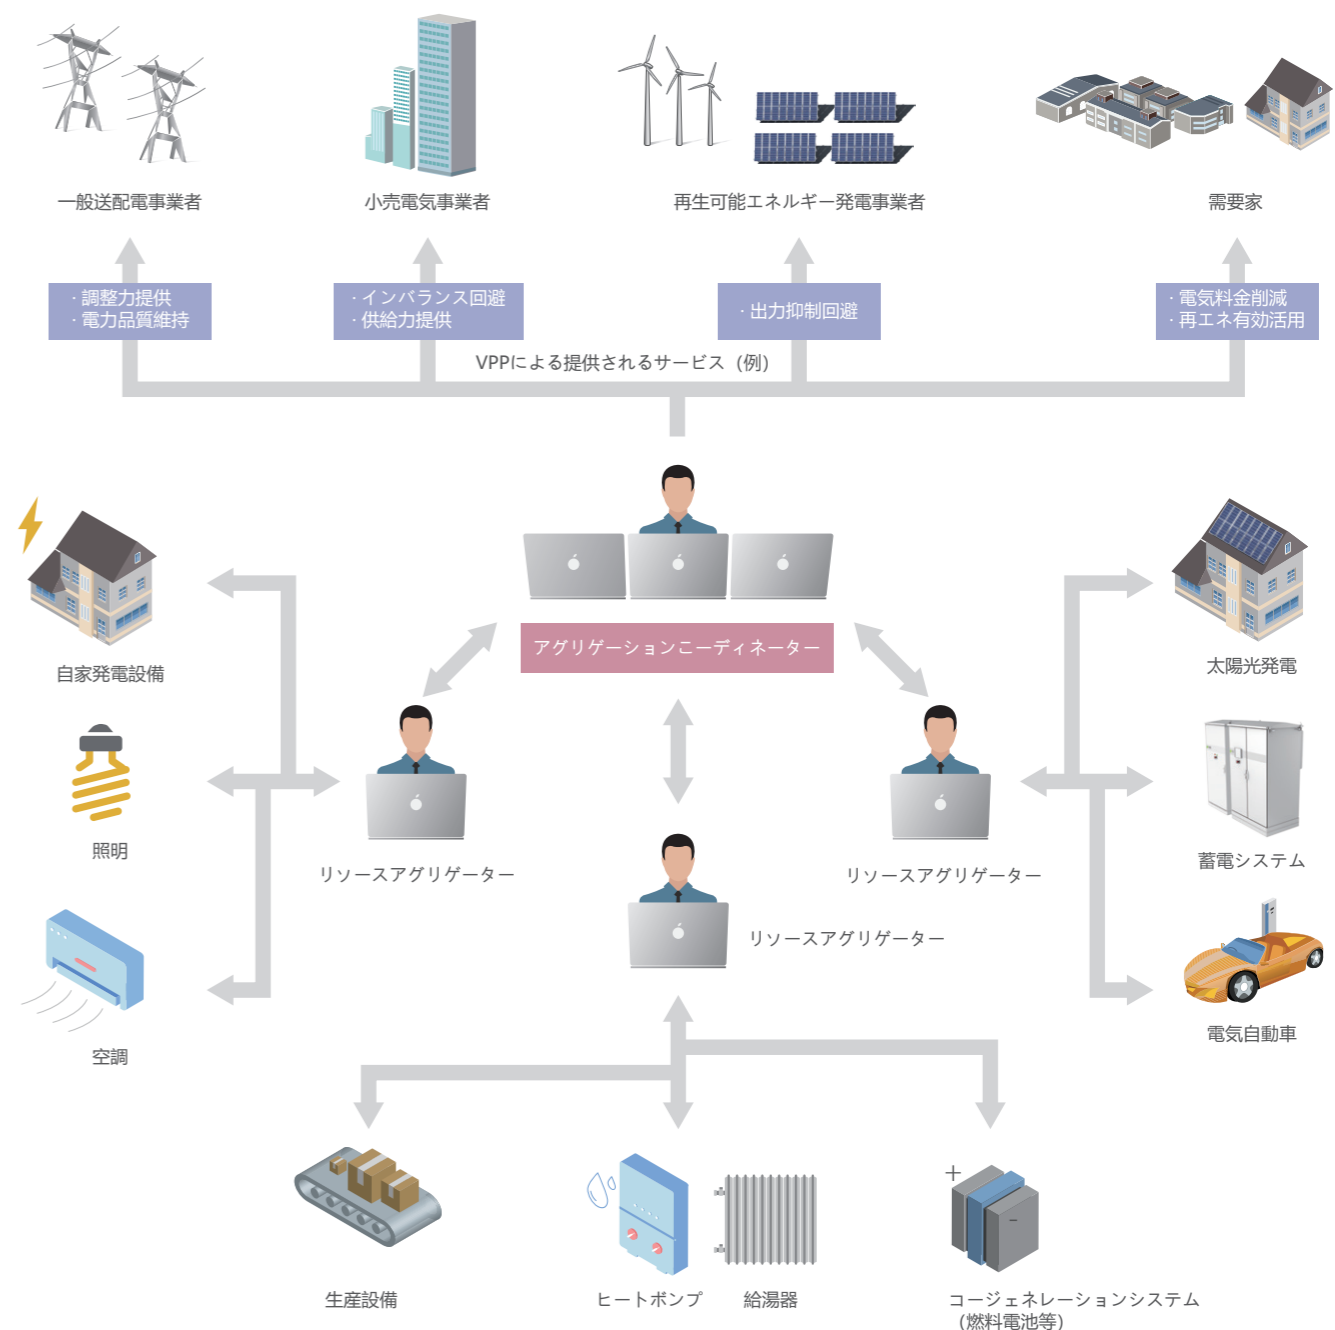 一般送配電事業者
小売電気事業者
再生可能エネルギー発電事業者
需要家
・調整力提供
・電力品質維持
・インバランス回避
・供給力提供
・出力抑制回避
・電気料金削減
・再エネ有効活用
VPPによる提供されるサービス（例）
アグリゲーションこーディネーター
自家発電設備
照明
空調
リソースアグリゲーター
リソースアグリゲーター
リソースアグリゲーター
太陽光発電
蓄電システム
電気自動車
生産設備
ヒートポンプ
給湯器
コージェネレーションシステム
（燃料電池等）